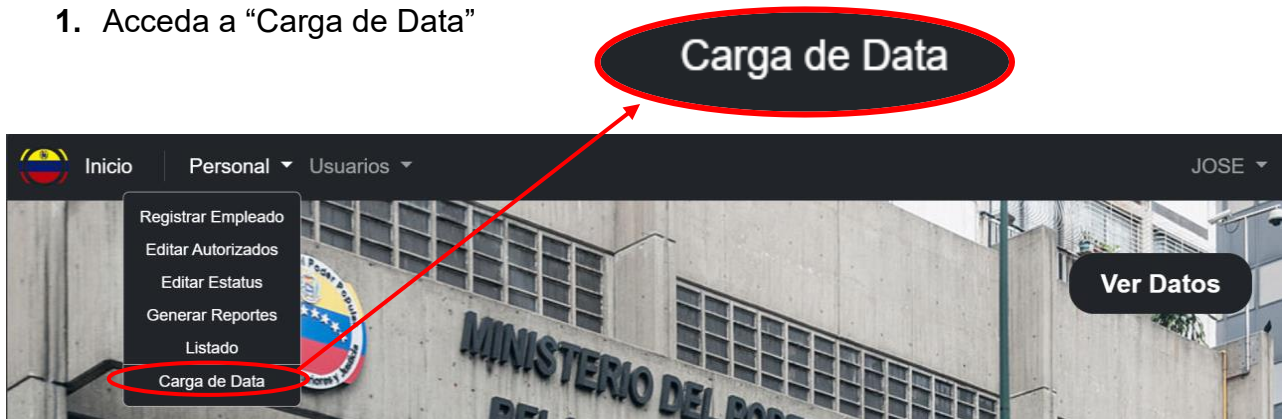 1. Acceda a “Carga de Data”
Carga de Data
Inicio Personal Usuarios JOSE
Registrar Empleado
Editar Autorizados
Editar Estatus
Generar Reportes
Listado
Carga de Data
Ver Datos
MINISTERIO DEL